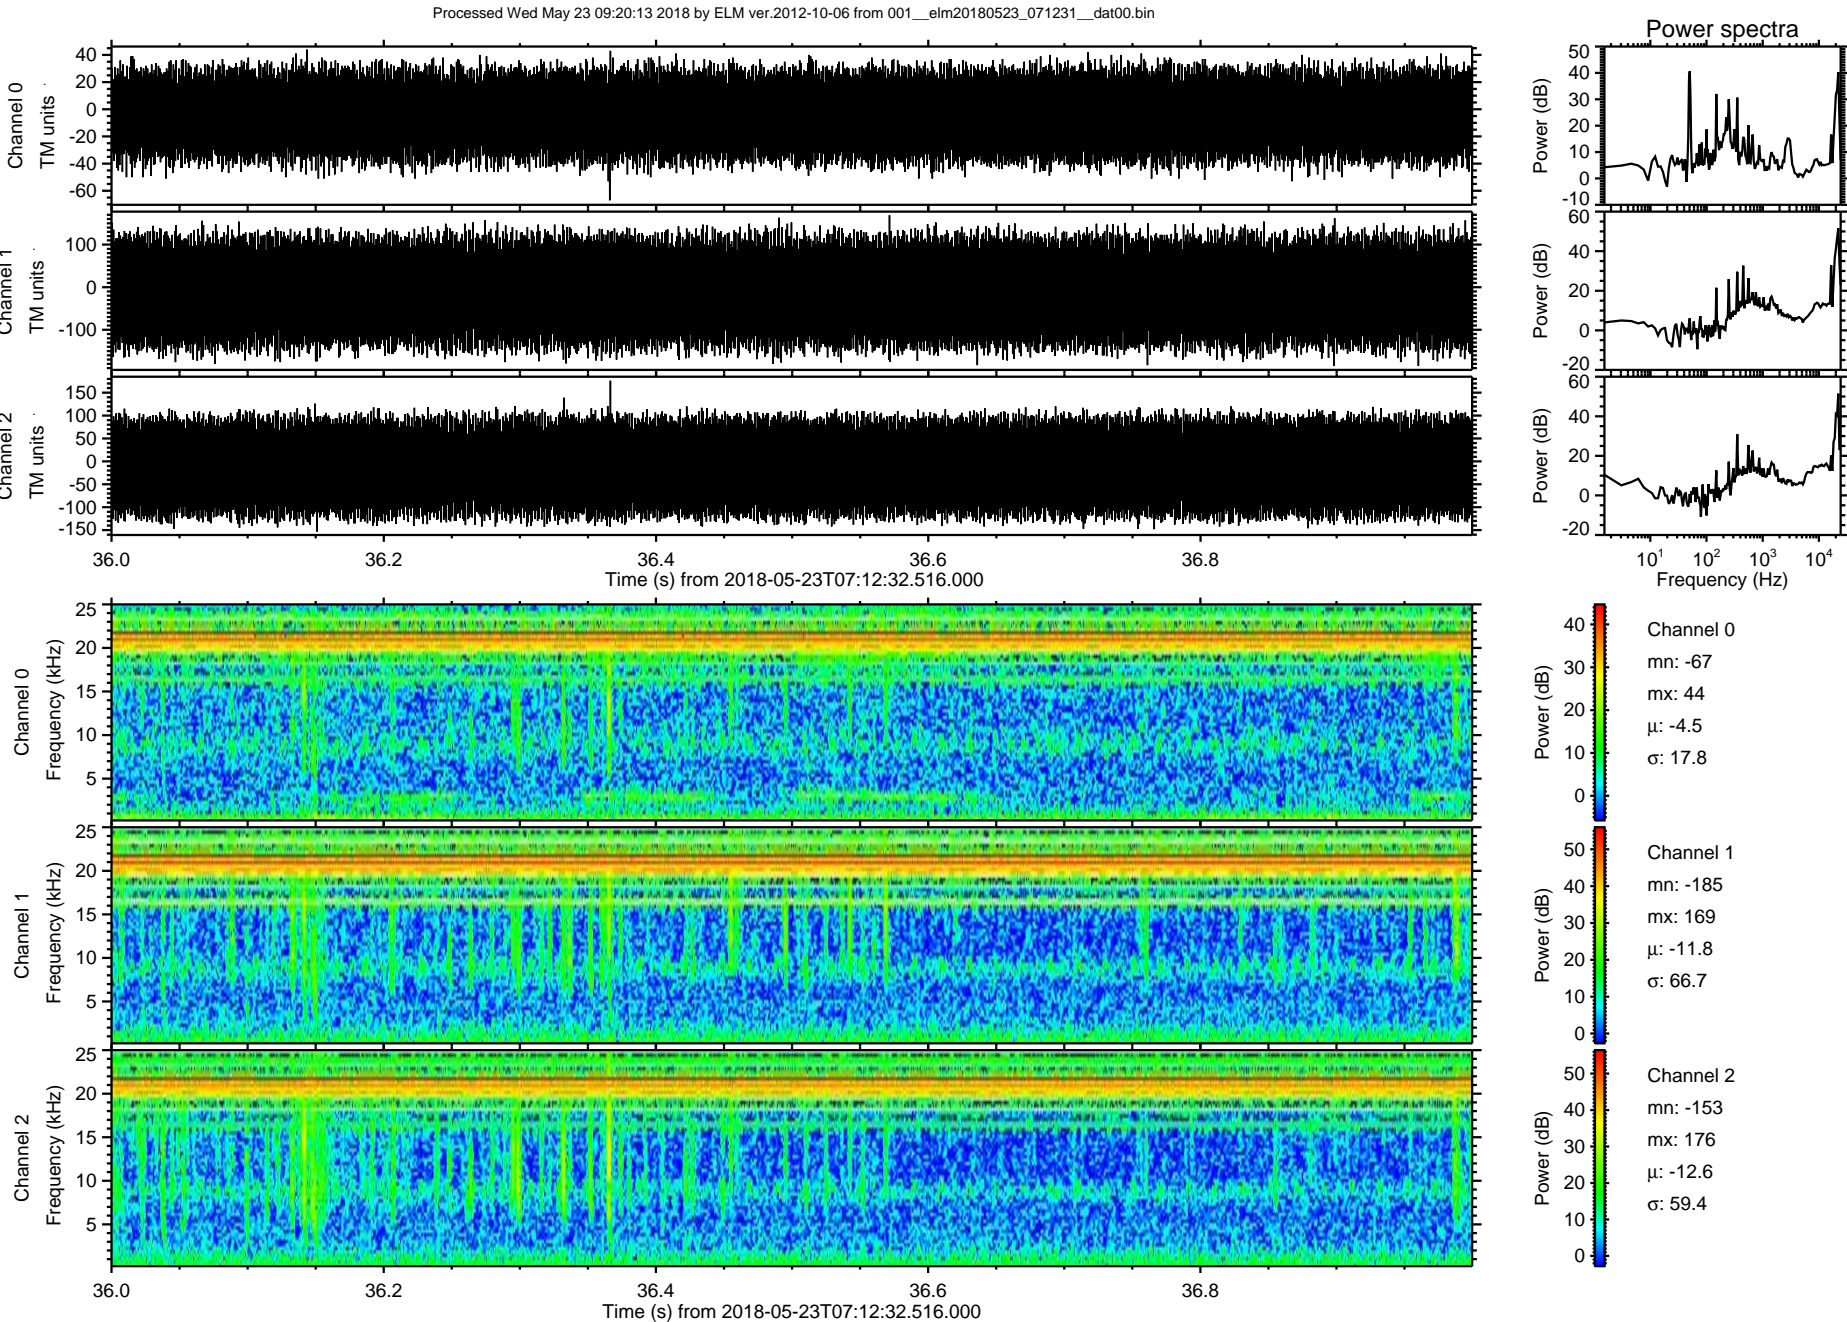 Processed Wed May 23 09:20:13 2018 by ELM ver.2012-10-06 from 001__elm20180523_071231__dat00.bin
Power spectra
Channel 0
TM units
40
20
0
-20
-40
-60
Power (dB)
50
40
30
20
10
0
-10
Channel 1
TM units
100
0
-100
Power (dB)
60
40
20
0
-20
Channel 2
TM units
150
100
50
0
-50
-100
-150
Power (dB)
60
40
20
0
-20
36.0 36.2 36.4 36.6 36.8
Time (s) from 2018-05-23T07:12:32.516.000
10¹ 10² 10³ 10⁴
Frequency (Hz)
Channel 0
Frequency (kHz)
25
20
15
10
5
Power (dB)
40
30
20
10
0
Channel 0
mn: -67
mx: 44
μ: -4.5
σ: 17.8
Channel 1
Frequency (kHz)
25
20
15
10
5
Power (dB)
50
40
30
20
10
0
Channel 1
mn: -185
mx: 169
μ: -11.8
σ: 66.7
Channel 2
Frequency (kHz)
25
20
15
10
5
Power (dB)
50
40
30
20
10
0
Channel 2
mn: -153
mx: 176
μ: -12.6
σ: 59.4
36.0 36.2 36.4 36.6 36.8
Time (s) from 2018-05-23T07:12:32.516.000